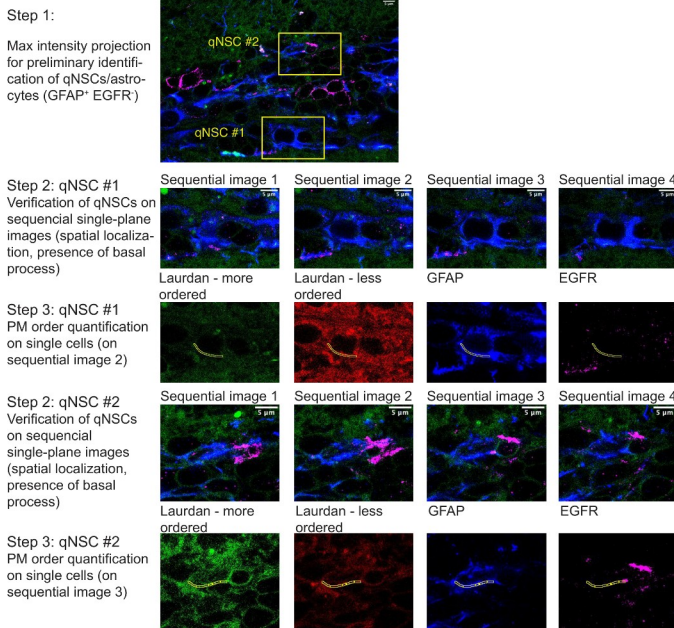 Step 1:
Max intensity projection
for preliminary identifi-
cation of qNSCs/astro-
cytes (GFAP⁺ EGFR⁻)
5 µm
qNSC #2
qNSC #1
Step 2: qNSC #1
Verification of qNSCs on
sequencial single-plane
images (spatial localiza-
tion, presence of basal
process)
Sequential image 1 Sequential image 2 Sequential image 3 Sequential image 4
5 µm 5 µm 5 µm 5 µm
Step 3: qNSC #1
PM order quantification
on single cells (on
sequential image 2)
Laurdan - more
ordered
Laurdan - less
ordered
GFAP
EGFR
Step 2: qNSC #2
Verification of qNSCs
on sequencial
single-plane images
(spatial localization,
presence of basal
process)
Sequential image 1 Sequential image 2 Sequential image 3 Sequential image 4
5 µm 5 µm 5 µm 5 µm
Step 3: qNSC #2
PM order quantification
on single cells (on
sequential image 3)
Laurdan - more
ordered
Laurdan - less
ordered
GFAP
EGFR